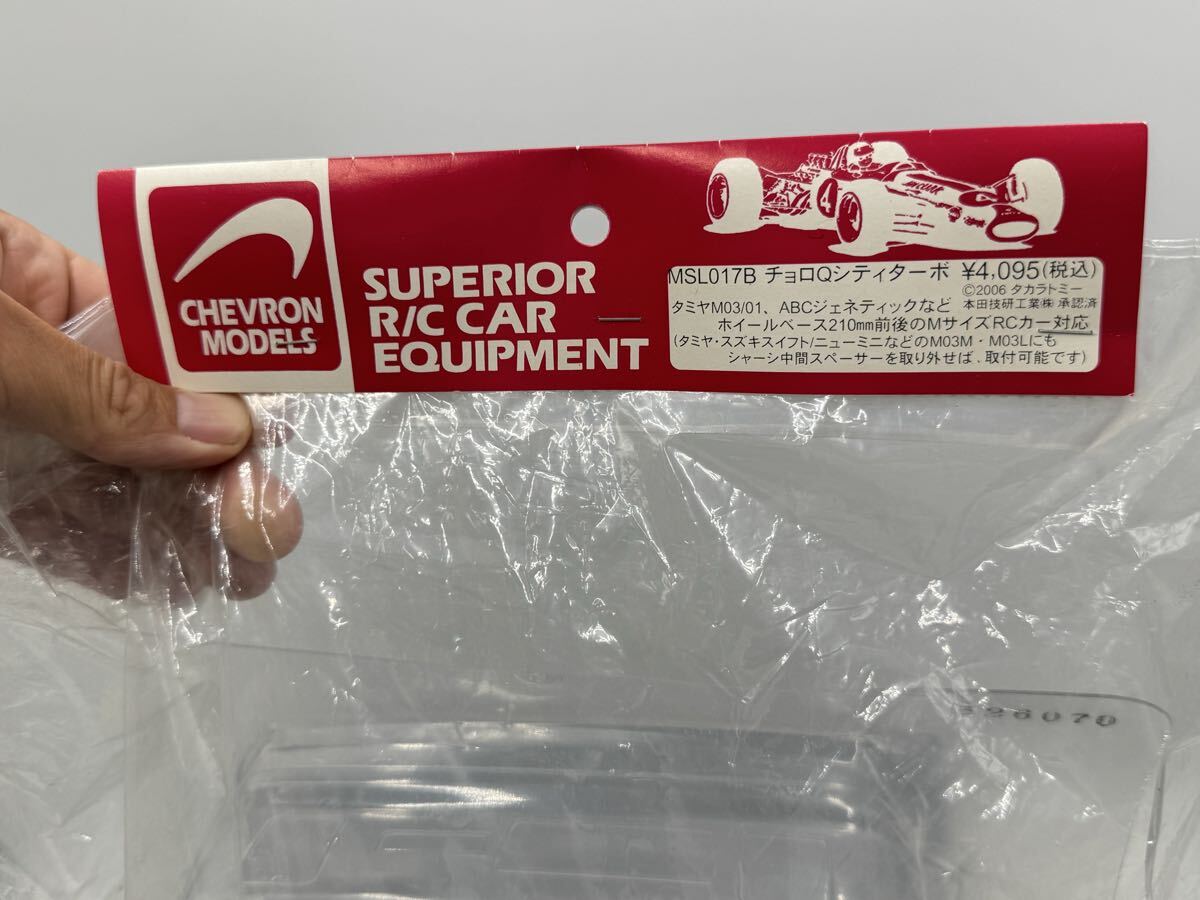 CHEVRON
MODELS
SUPERIOR
R/C CAR
EQUIPMENT
4
MSL017B チョロQシティターボ ¥4,095(税込)
©2006 タカラトミー
タミヤM03/01、ABCジェネティックなど 本田技研工業㈱承認済
ホイールベース210mm前後のMサイズRCカー対応
(タミヤ・スズキスイフト/ニューミニなどのM03M・M03Lにも
シャーシ中間スペーサーを取り外せば、取付可能です)